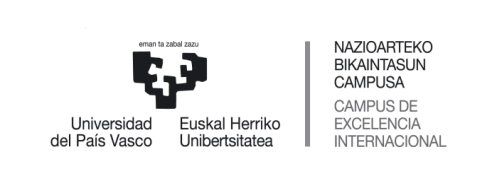 eman ta zabal zazu
Universidad
del País Vasco
Euskal Herriko
Unibertsitatea
NAZIOARTEKO
BIKAINTASUN
CAMPUSA
CAMPUS DE
EXCELENCIA
INTERNACIONAL